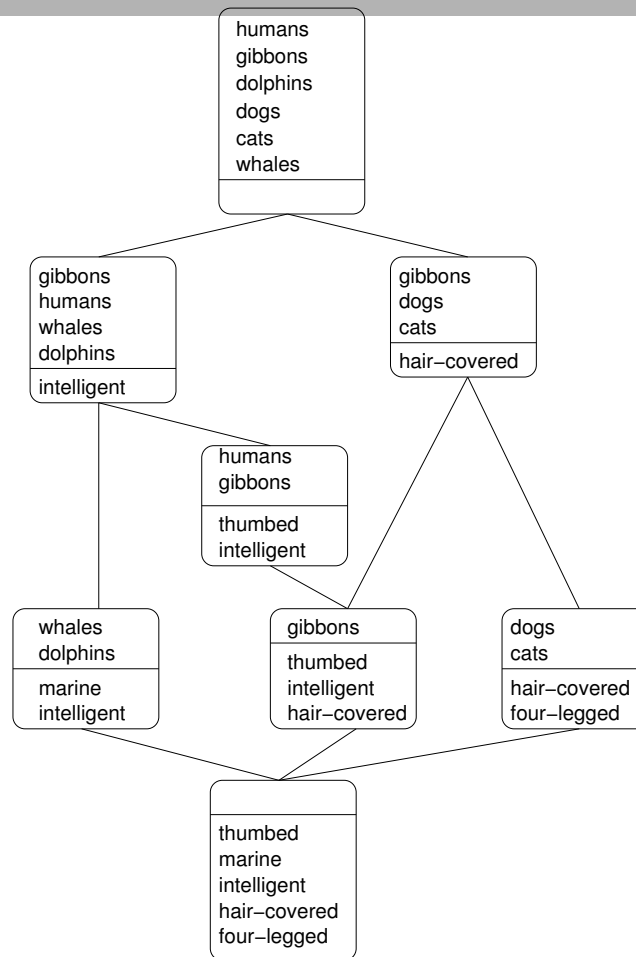 humans
gibbons
dolphins
dogs
cats
whales
gibbons
humans
whales
dolphins
intelligent
gibbons
dogs
cats
hair−covered
humans
gibbons
thumbed
intelligent
whales
dolphins
marine
intelligent
gibbons
thumbed
intelligent
hair−covered
dogs
cats
hair−covered
four−legged
thumbed
marine
intelligent
hair−covered
four−legged